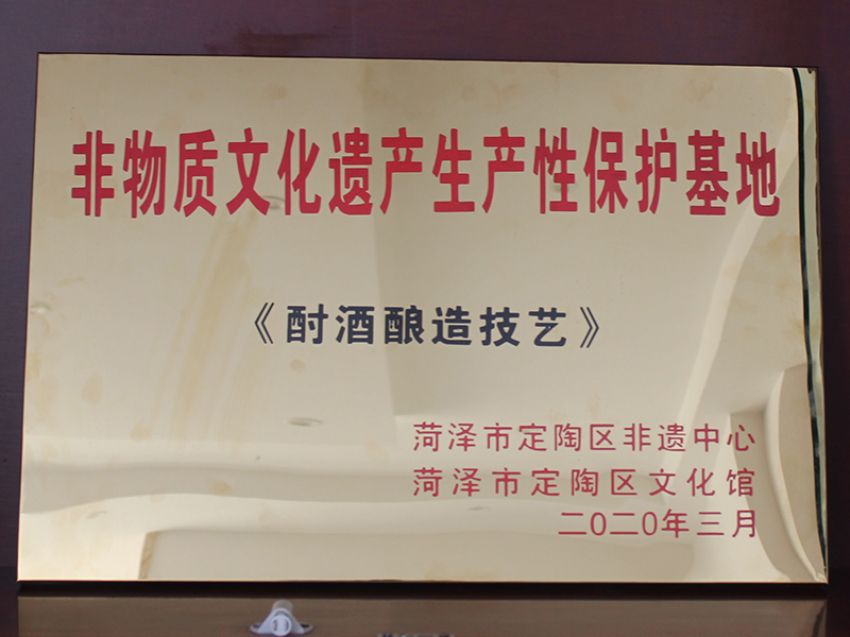 非物质文化遗产生产性保护基地
《酎酒酿造技艺》
菏泽市定陶区非遗中心
菏泽市定陶区文化馆
二0二0年三月